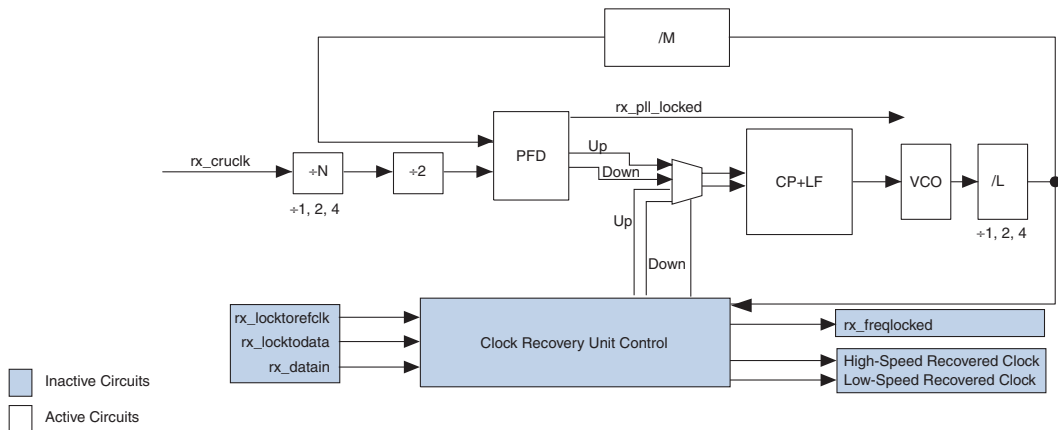 /M
rx_pll_locked
rx_cruclk
÷N
÷1, 2, 4
÷2
PFD
Up
Down
Up
Down
CP+LF
VCO
/L
÷1, 2, 4
rx_locktorefclk
rx_locktodata
rx_datain
Clock Recovery Unit Control
rx_freqlocked
High-Speed Recovered Clock
Low-Speed Recovered Clock
Inactive Circuits
Active Circuits